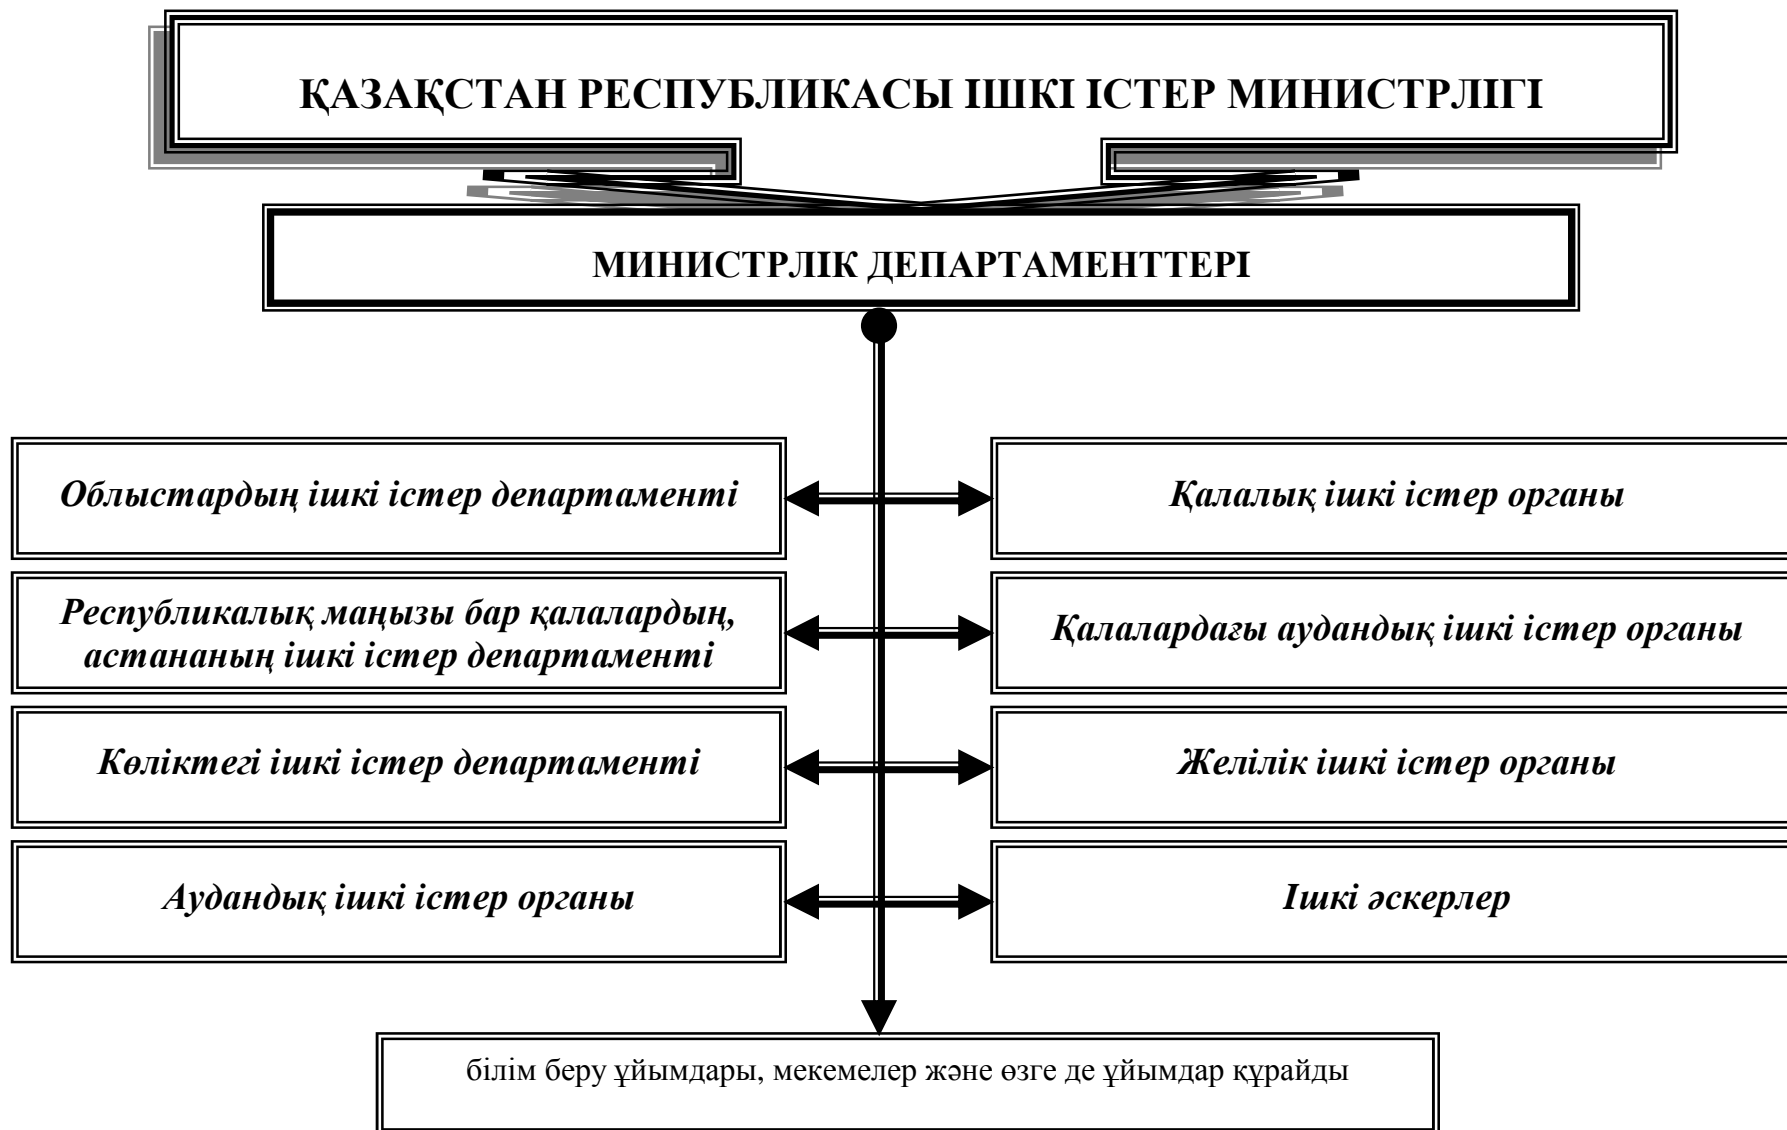 ҚАЗАҚСТАН РЕСПУБЛИКАСЫ ІШКІ ІСТЕР МИНИСТРЛІГІ
МИНИСТРЛІК ДЕПАРТАМЕНТТЕРІ
Облыстардың ішкі істер департаменті
Қалалық ішкі істер органы
Республикалық маңызы бар қалалардың,
астананың ішкі істер департаменті
Қалалардағы аудандық ішкі істер органы
Көліктегі ішкі істер департаменті
Желілік ішкі істер органы
Аудандық ішкі істер органы
Ішкі әскерлер
білім беру ұйымдары, мекемелер және өзге де ұйымдар құрайды